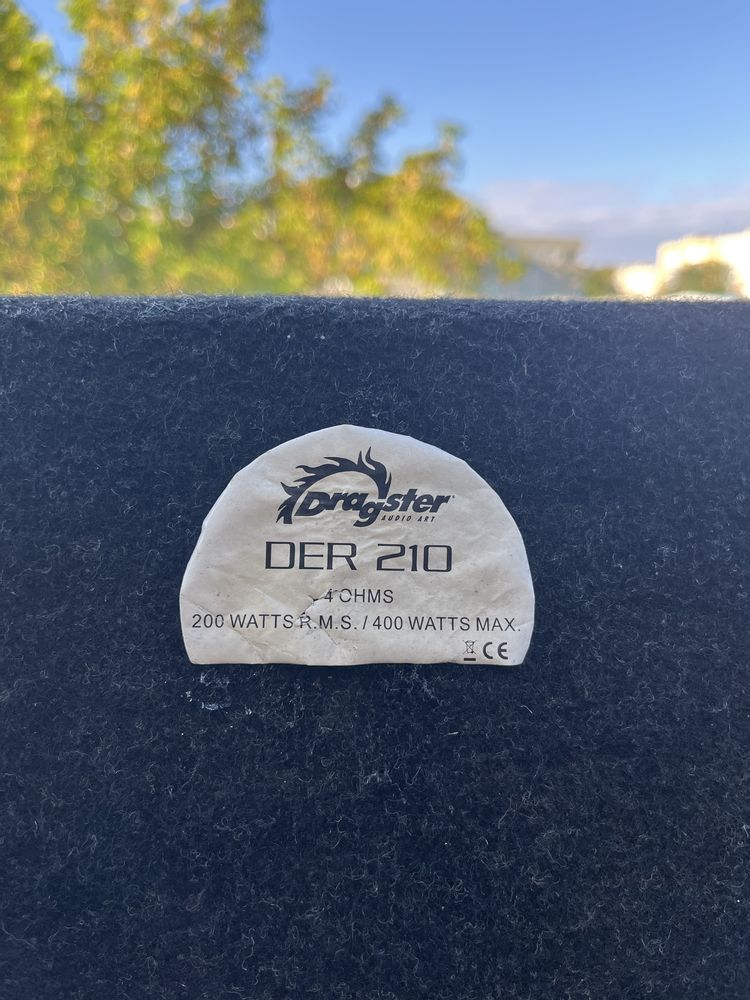 Dragster
AUDIO ART
DER 210
4 OHMS
200 WATTS R.M.S. / 400 WATTS MAX.
CE